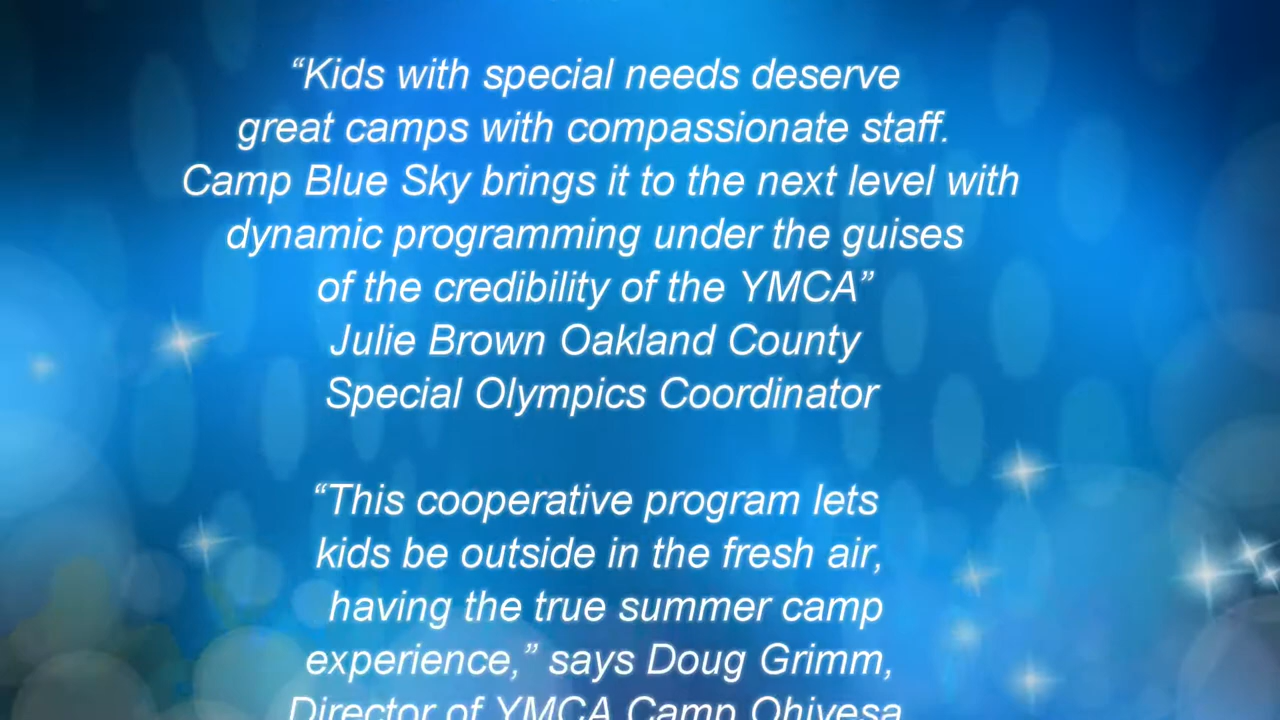 “Kids with special needs deserve
great camps with compassionate staff.
Camp Blue Sky brings it to the next level with
dynamic programming under the guises
of the credibility of the YMCA”
Julie Brown Oakland County
Special Olympics Coordinator
“This cooperative program lets
kids be outside in the fresh air,
having the true summer camp
experience,” says Doug Grimm,
Director of YMCA Camp Ohiyesa